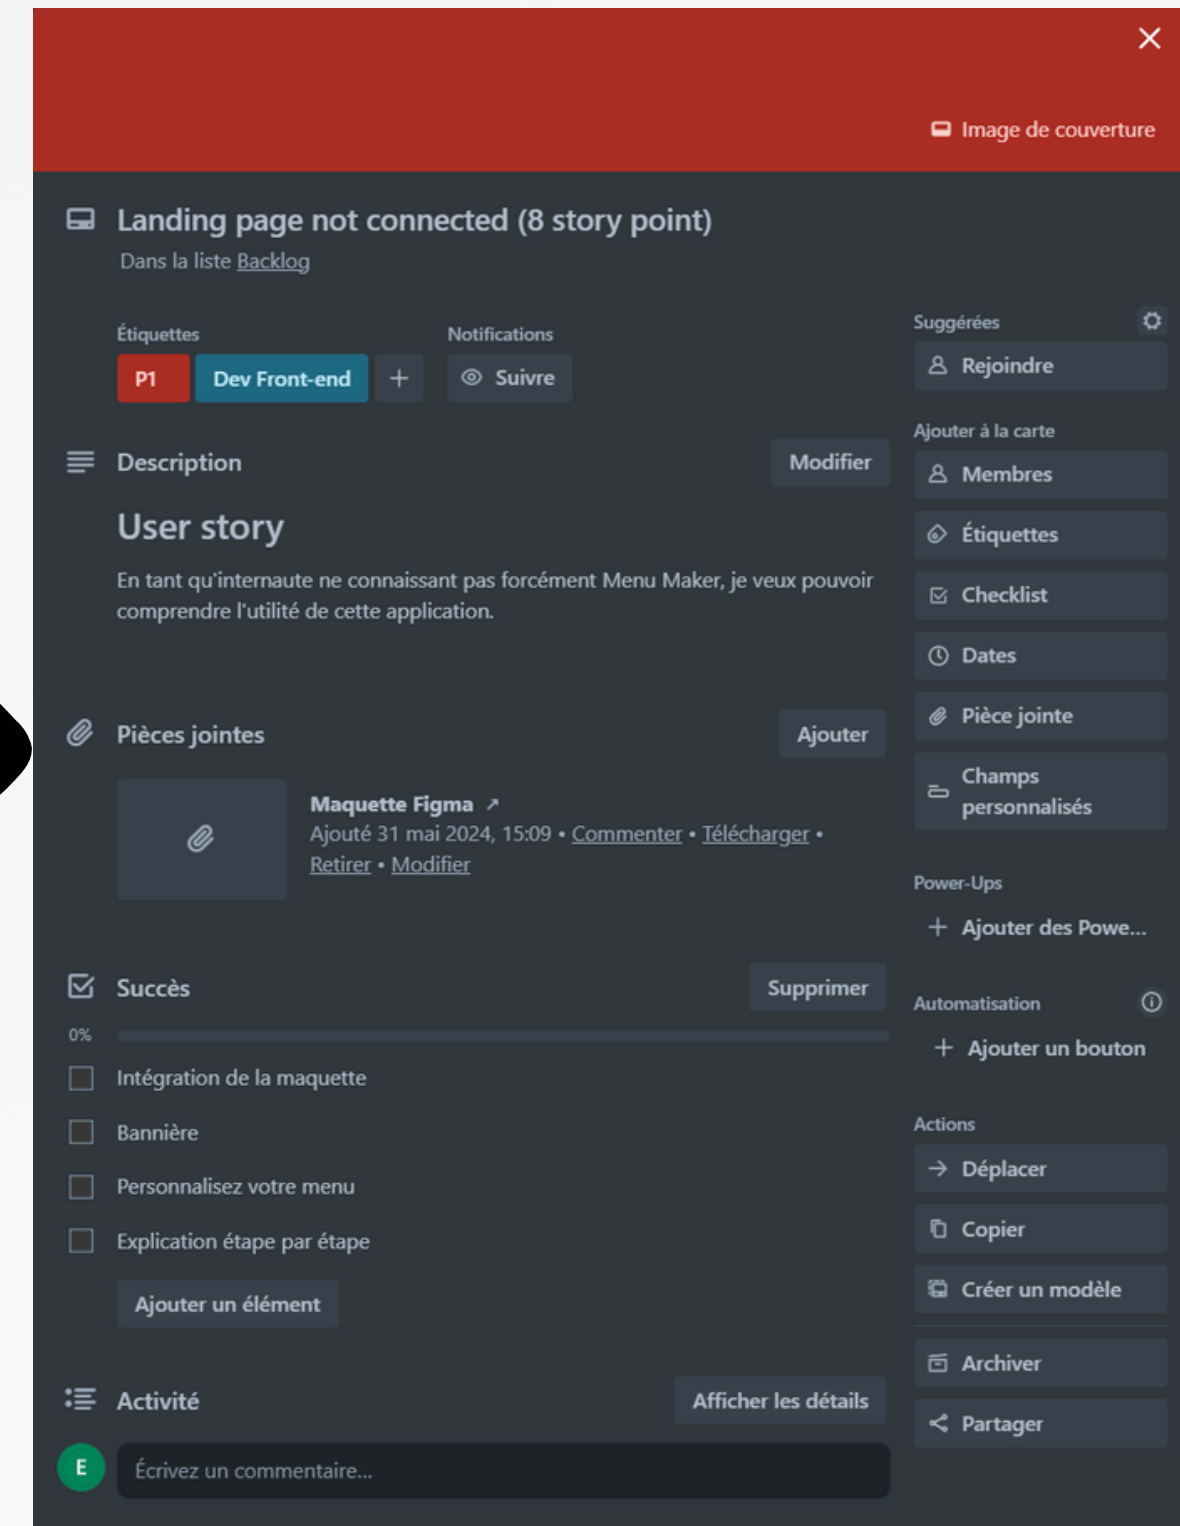 Image de couverture
Landing page not connected (8 story point)
Dans la liste Backlog
Étiquettes
P1
Dev Front-end
Notifications
Suivre
Description
Modifier
User story
En tant qu'internaute ne connaissant pas forcément Menu Maker, je veux pouvoir
comprendre l'utilité de cette application.
Pièces jointes
Ajouter
Maquette Figma ↗
Ajouté 31 mai 2024, 15:09 • Commenter • Télécharger •
Retirer • Modifier
Succès
Supprimer
0%
Intégration de la maquette
Bannière
Personnalisez votre menu
Explication étape par étape
Ajouter un élément
Activité
Afficher les détails
E
Écrivez un commentaire...
Suggérées
Rejoindre
Ajouter à la carte
Membres
Étiquettes
Checklist
Dates
Pièce jointe
Champs
personnalisés
Power-Ups
+ Ajouter des Powe...
Automatisation
+ Ajouter un bouton
Actions
Déplacer
Copier
Créer un modèle
Archiver
Partager